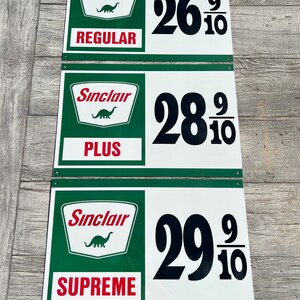 26 9/10
REGULAR
Sinclair
28 9/10
PLUS
Sinclair
29 9/10
SUPREME